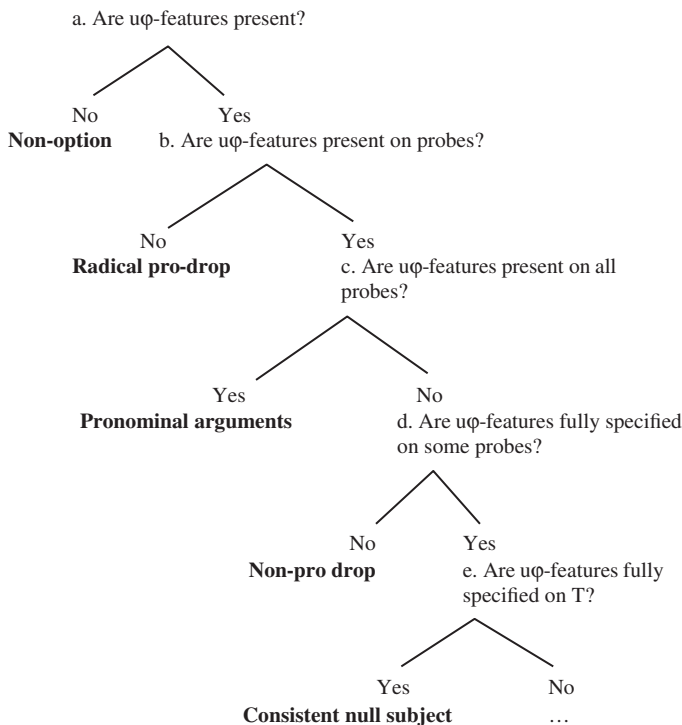 a. Are uφ-features present?
No
Yes
Non-option
b. Are uφ-features present on probes?
No
Yes
Radical pro-drop
c. Are uφ-features present on all
probes?
Yes
No
Pronominal arguments
d. Are uφ-features fully specified
on some probes?
No
Yes
Non-pro drop
e. Are uφ-features fully
specified on T?
Yes
No
Consistent null subject
…